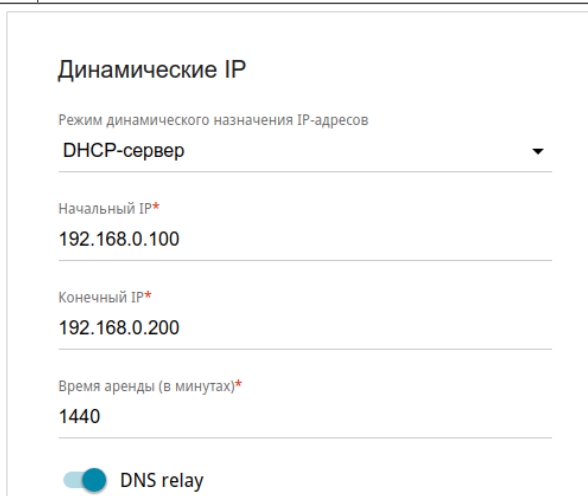 Динамические IP
Режим динамического назначения IP-адресов
DHCP-сервер
Начальный IP*
192.168.0.100
Конечный IP*
192.168.0.200
Время аренды (в минутах)*
1440
DNS relay